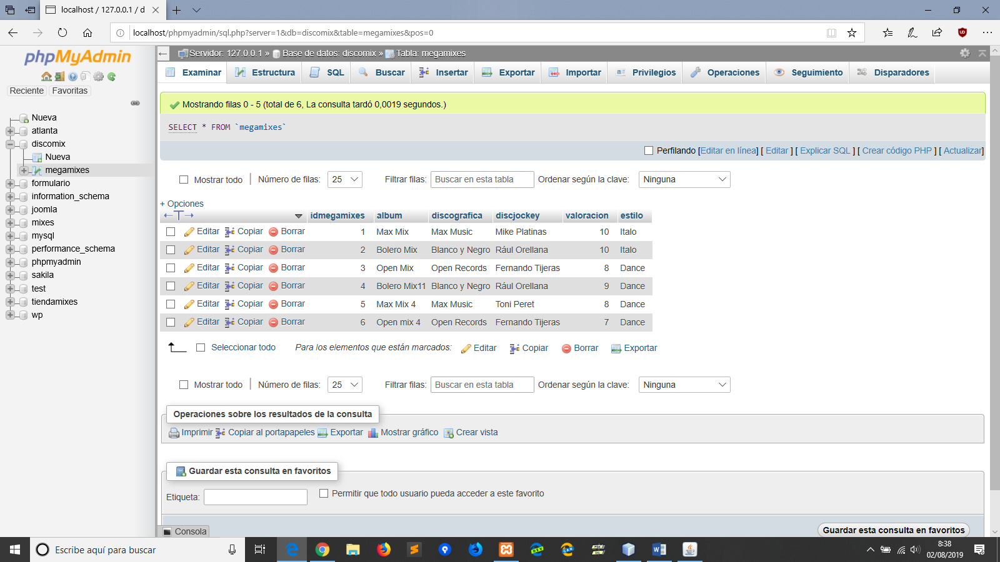 localhost / 127.0.0.1 / d
localhost/phpmyadmin/sql.php?server=1&db=discomix&table=megamixes&pos=0
phpMyAdmin
Reciente Favoritas
Nueva
atlanta
discomix
Nueva
megamixes
formulario
information_schema
joomla
mixes
mysql
performance_schema
phpmyadmin
sakila
test
tiendamixes
wp
Servidor: 127.0.0.1 » Base de datos: discomix » Tabla: megamixes
Examinar Estructura SQL Buscar Insertar Exportar Importar Privilegios Operaciones Seguimiento Disparadores
Mostrando filas 0 - 5 (total de 6, La consulta tardó 0,0019 segundos.)
SELECT * FROM `megamixes`
Perfilando [Editar en línea] [ Editar ] [ Explicar SQL ] [ Crear código PHP ] [ Actualizar]
Mostrar todo | Número de filas: 25 Filtrar filas: Buscar en esta tabla Ordenar según la clave: Ninguna
+ Opciones
←T→ idmegamixes album discografica discjockey valoracion estilo
Editar Copiar Borrar 1 Max Mix Max Music Mike Platinas 10 Italo
Editar Copiar Borrar 2 Bolero Mix Blanco y Negro Rául Orellana 10 Italo
Editar Copiar Borrar 3 Open Mix Open Records Fernando Tijeras 8 Dance
Editar Copiar Borrar 4 Bolero Mix11 Blanco y Negro Rául Orellana 9 Dance
Editar Copiar Borrar 5 Max Mix 4 Max Music Toni Peret 8 Dance
Editar Copiar Borrar 6 Open mix 4 Open Records Fernando Tijeras 7 Dance
Seleccionar todo Para los elementos que están marcados: Editar Copiar Borrar Exportar
Mostrar todo | Número de filas: 25 Filtrar filas: Buscar en esta tabla Ordenar según la clave: Ninguna
Operaciones sobre los resultados de la consulta
Imprimir Copiar al portapapeles Exportar Mostrar gráfico Crear vista
Guardar esta consulta en favoritos
Etiqueta: Permitir que todo usuario pueda acceder a este favorito
Consola Guardar esta consulta en favoritos
Escribe aquí para buscar
8:38
02/08/2019